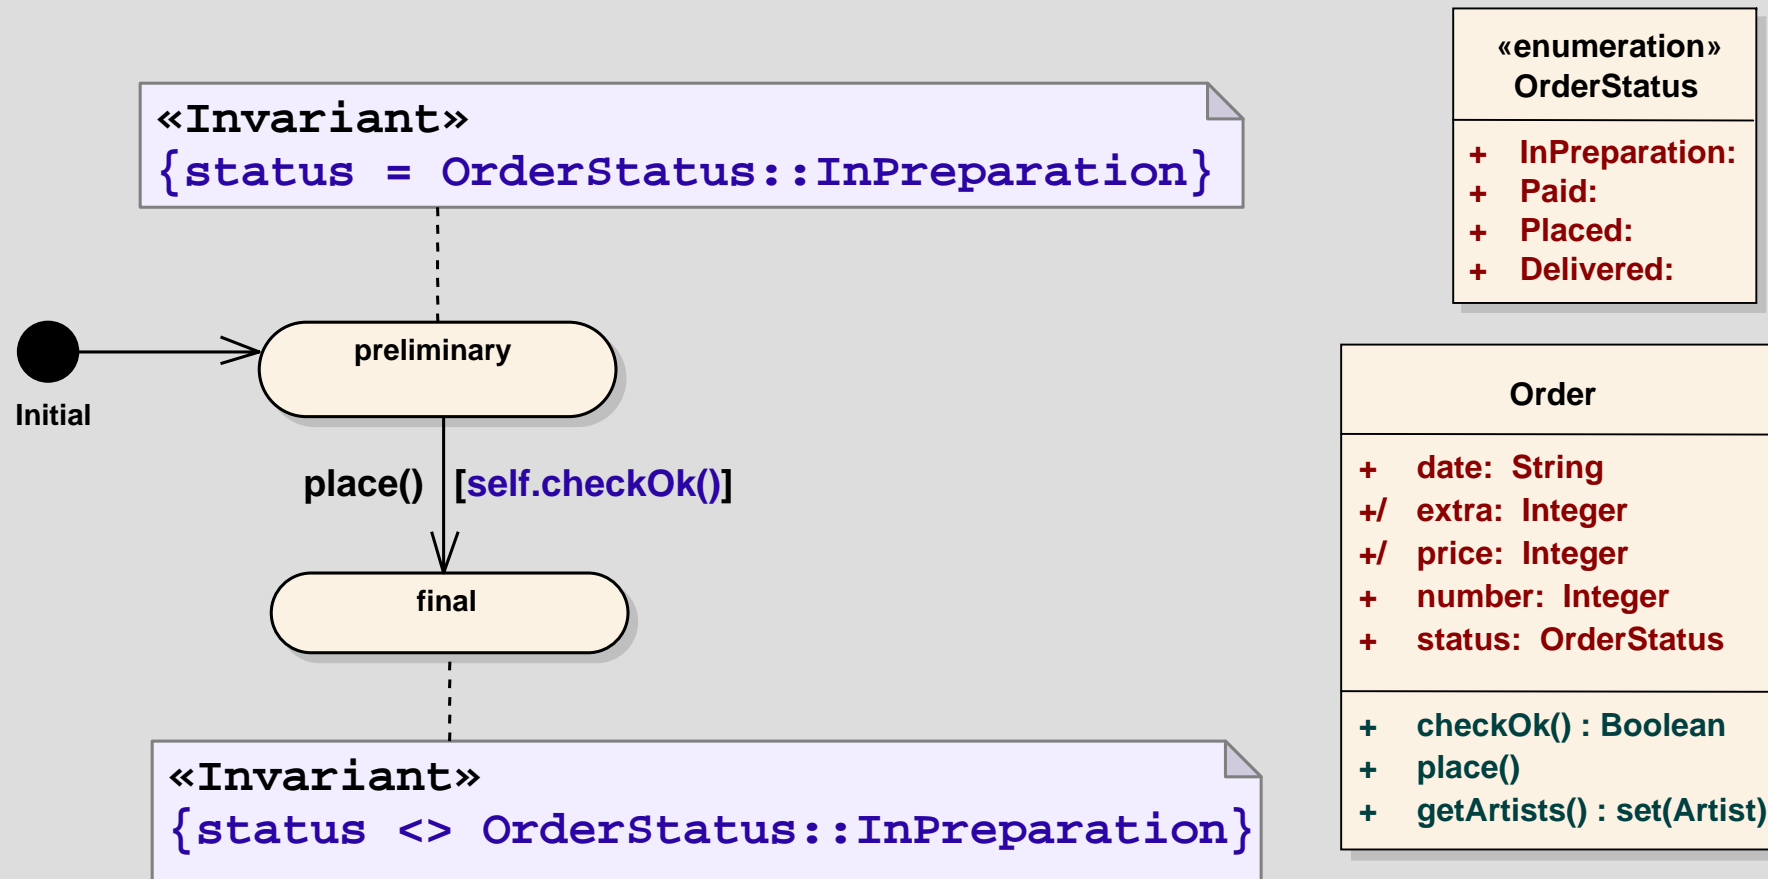 «Invariant»
{status = OrderStatus::InPreparation}
Initial
preliminary
place() [self.checkOk()]
final
«Invariant»
{status <> OrderStatus::InPreparation}
«enumeration»
OrderStatus
+ InPreparation:
+ Paid:
+ Placed:
+ Delivered:
Order
+ date: String
+/ extra: Integer
+/ price: Integer
+ number: Integer
+ status: OrderStatus
+ checkOk() : Boolean
+ place()
+ getArtists() : set(Artist)